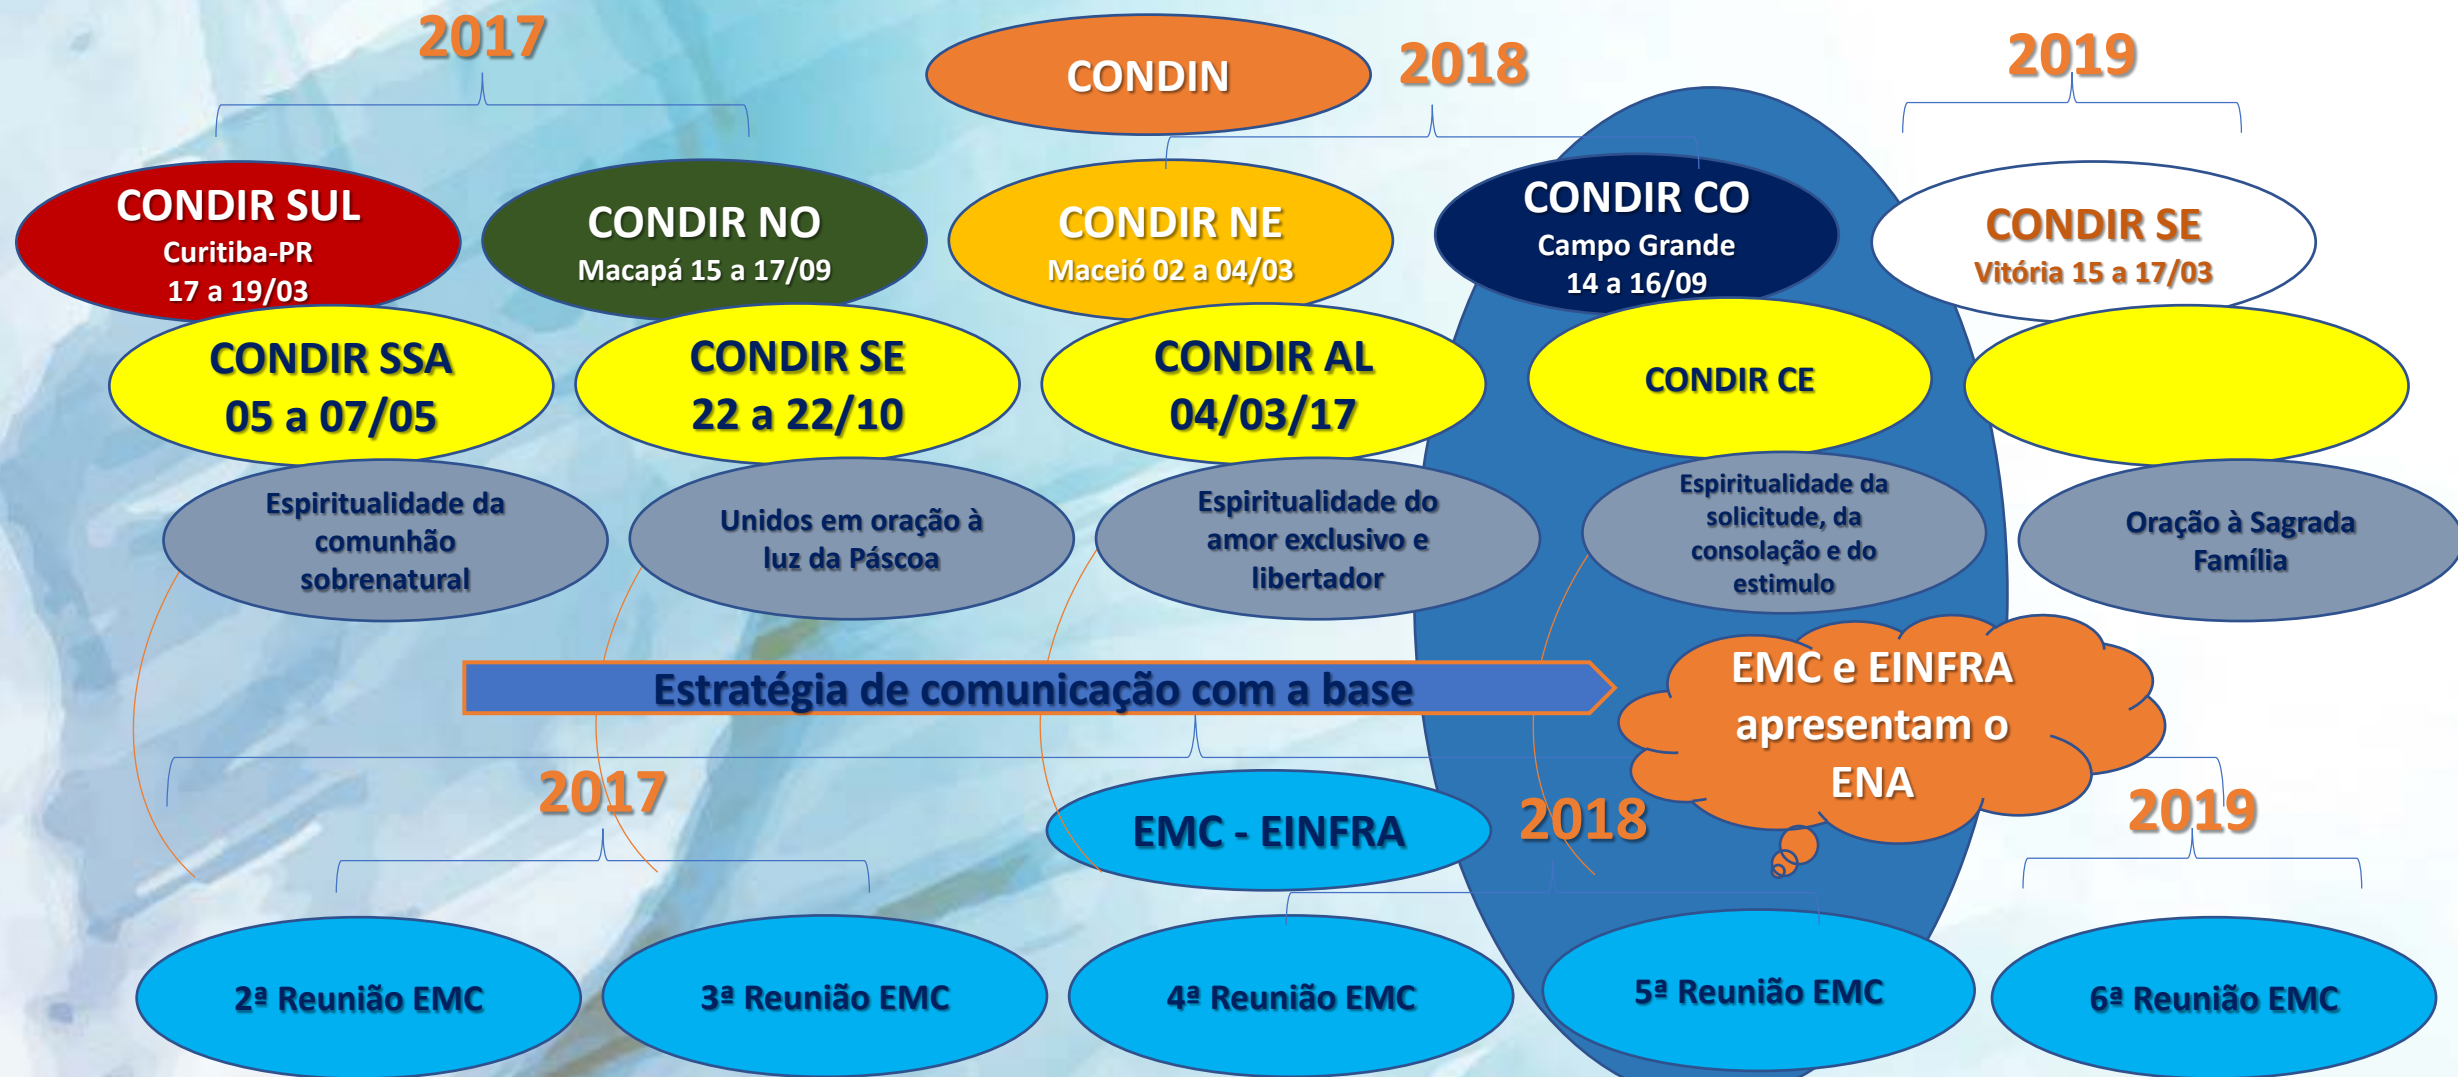 2017
CONDIN
2018
2019
CONDIR SUL
Curitiba-PR
17 a 19/03
CONDIR NO
Macapá 15 a 17/09
CONDIR NE
Maceió 02 a 04/03
CONDIR CO
Campo Grande
14 a 16/09
CONDIR SE
Vitória 15 a 17/03
CONDIR SSA
05 a 07/05
CONDIR SE
22 a 22/10
CONDIR AL
04/03/17
CONDIR CE
Espiritualidade da
comunhão
sobrenatural
Unidos em oração à
luz da Páscoa
Espiritualidade do
amor exclusivo e
libertador
Espiritualidade da
solicitude, da
consolação e do
estimulo
Oração à Sagrada
Família
Estratégia de comunicação com a base
EMC e EINFRA
apresentam o
ENA
2017
EMC - EINFRA
2018
2019
2ª Reunião EMC
3ª Reunião EMC
4ª Reunião EMC
5ª Reunião EMC
6ª Reunião EMC